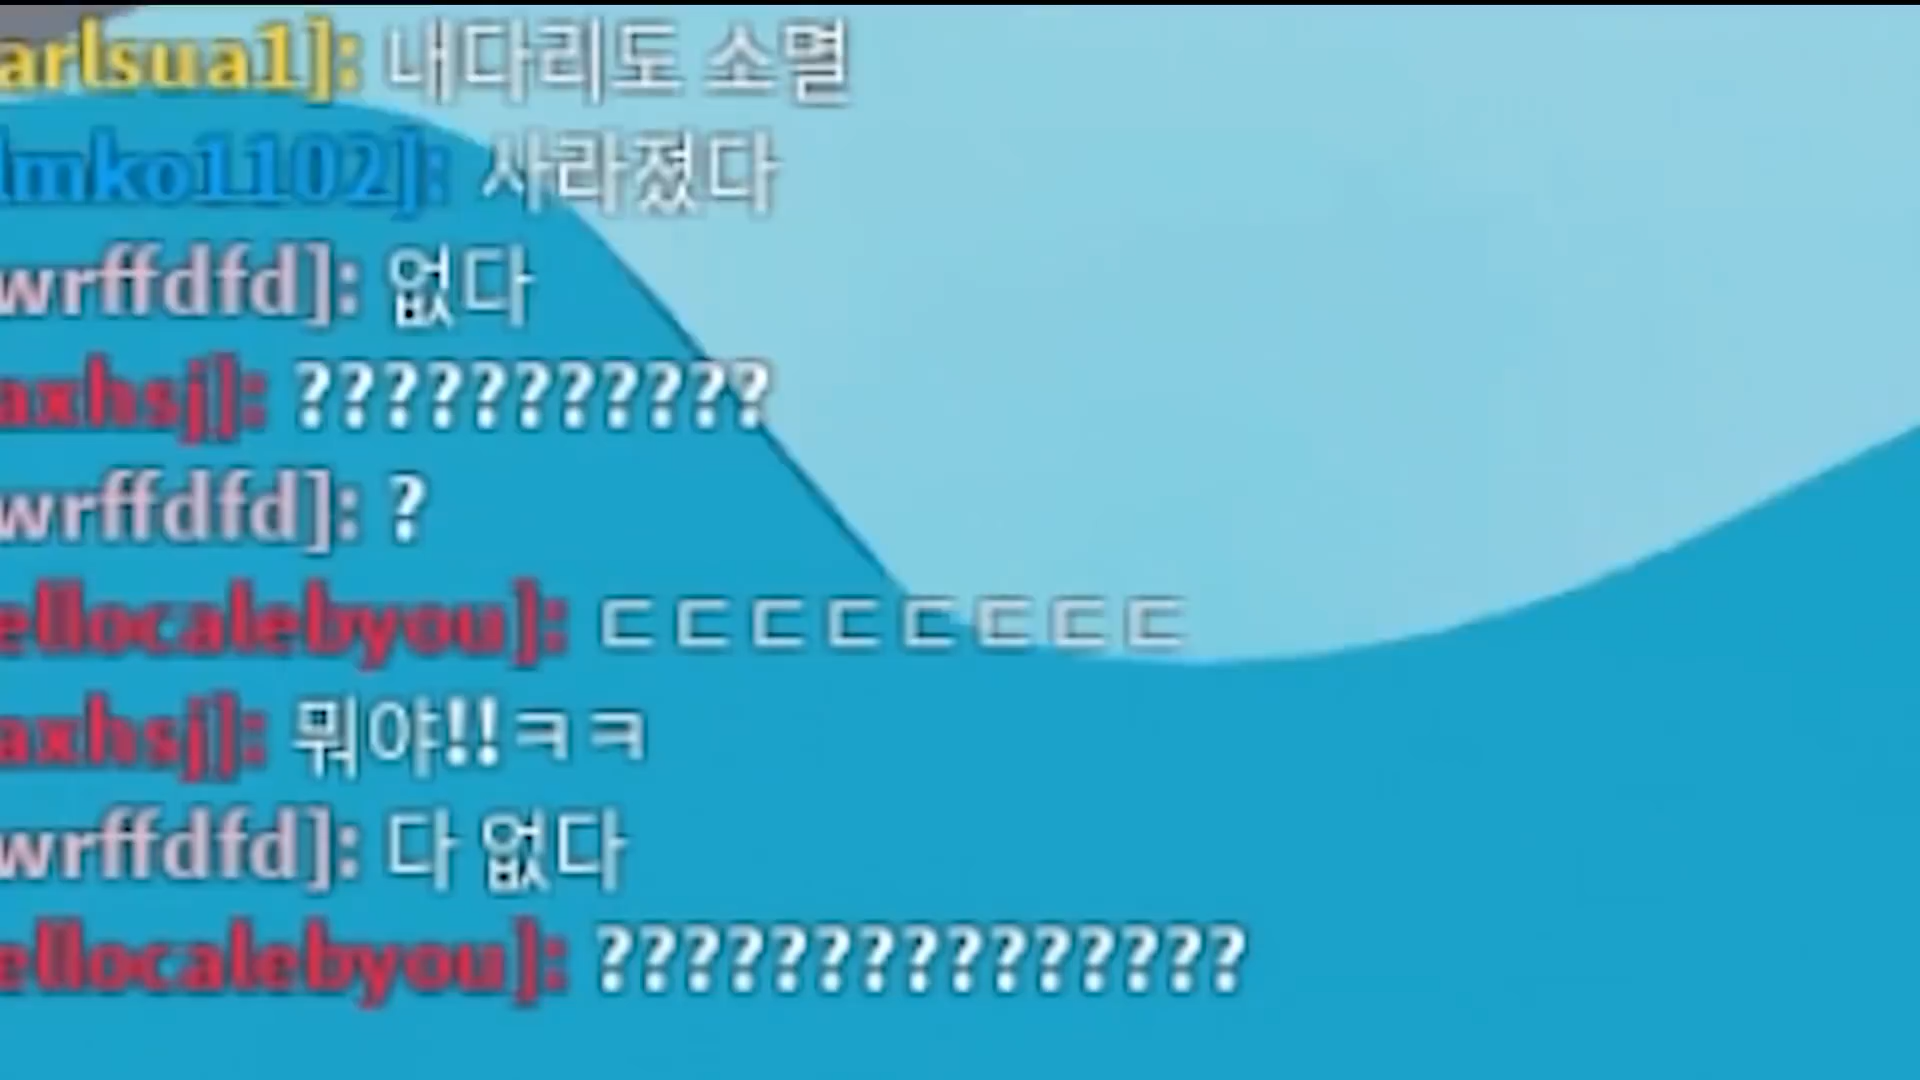 arlsua1]: 내다리도 소멸
lmko1102]: 사라졌다
wrffdfd]: 없다
axhsj]: ???????????
wrffdfd]: ?
ellocalebyou]: ㄷㄷㄷㄷㄷㄷㄷㄷ
axhsj]: 뭐야!!ㅋㅋ
wrffdfd]: 다 없다
ellocalebyou]: ???????????????